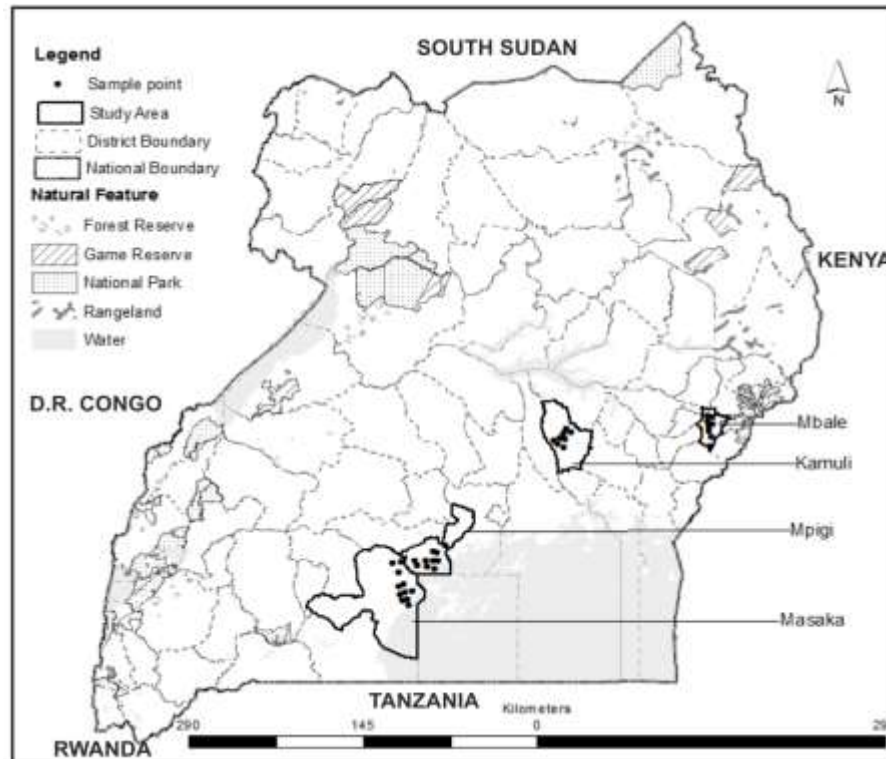 SOUTH SUDAN
Legend
Sample point
Study Area
District Boundary
National Boundary
Natural Feature
Forest Reserve
Game Reserve
National Park
Rangeland
Water
N
KENYA
D.R. CONGO
Mbale
Kamuli
Mpigi
Masaka
TANZANIA
Kilometers
290 145 0 29
RWANDA